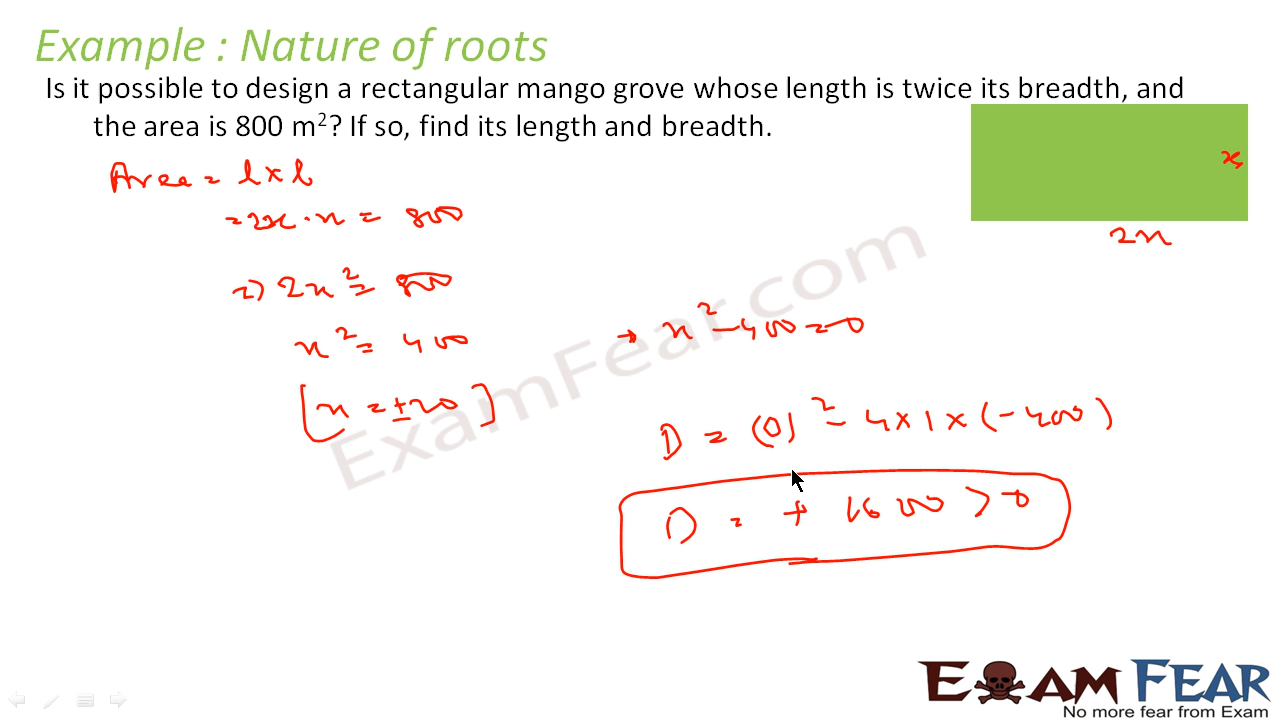 Example : Nature of roots
Is it possible to design a rectangular mango grove whose length is twice its breadth, and
the area is 800 m²? If so, find its length and breadth.
x
2x
Area = l × b
= 2x · x = 800
=) 2x² = 800
x² = 400
[x = ±20]
→ x² - 400 = 0
D = (0)² - 4 × 1 × (-400)
D = + 1600 > 0
ExamFear.com
EXAM FEAR
No more fear from Exam